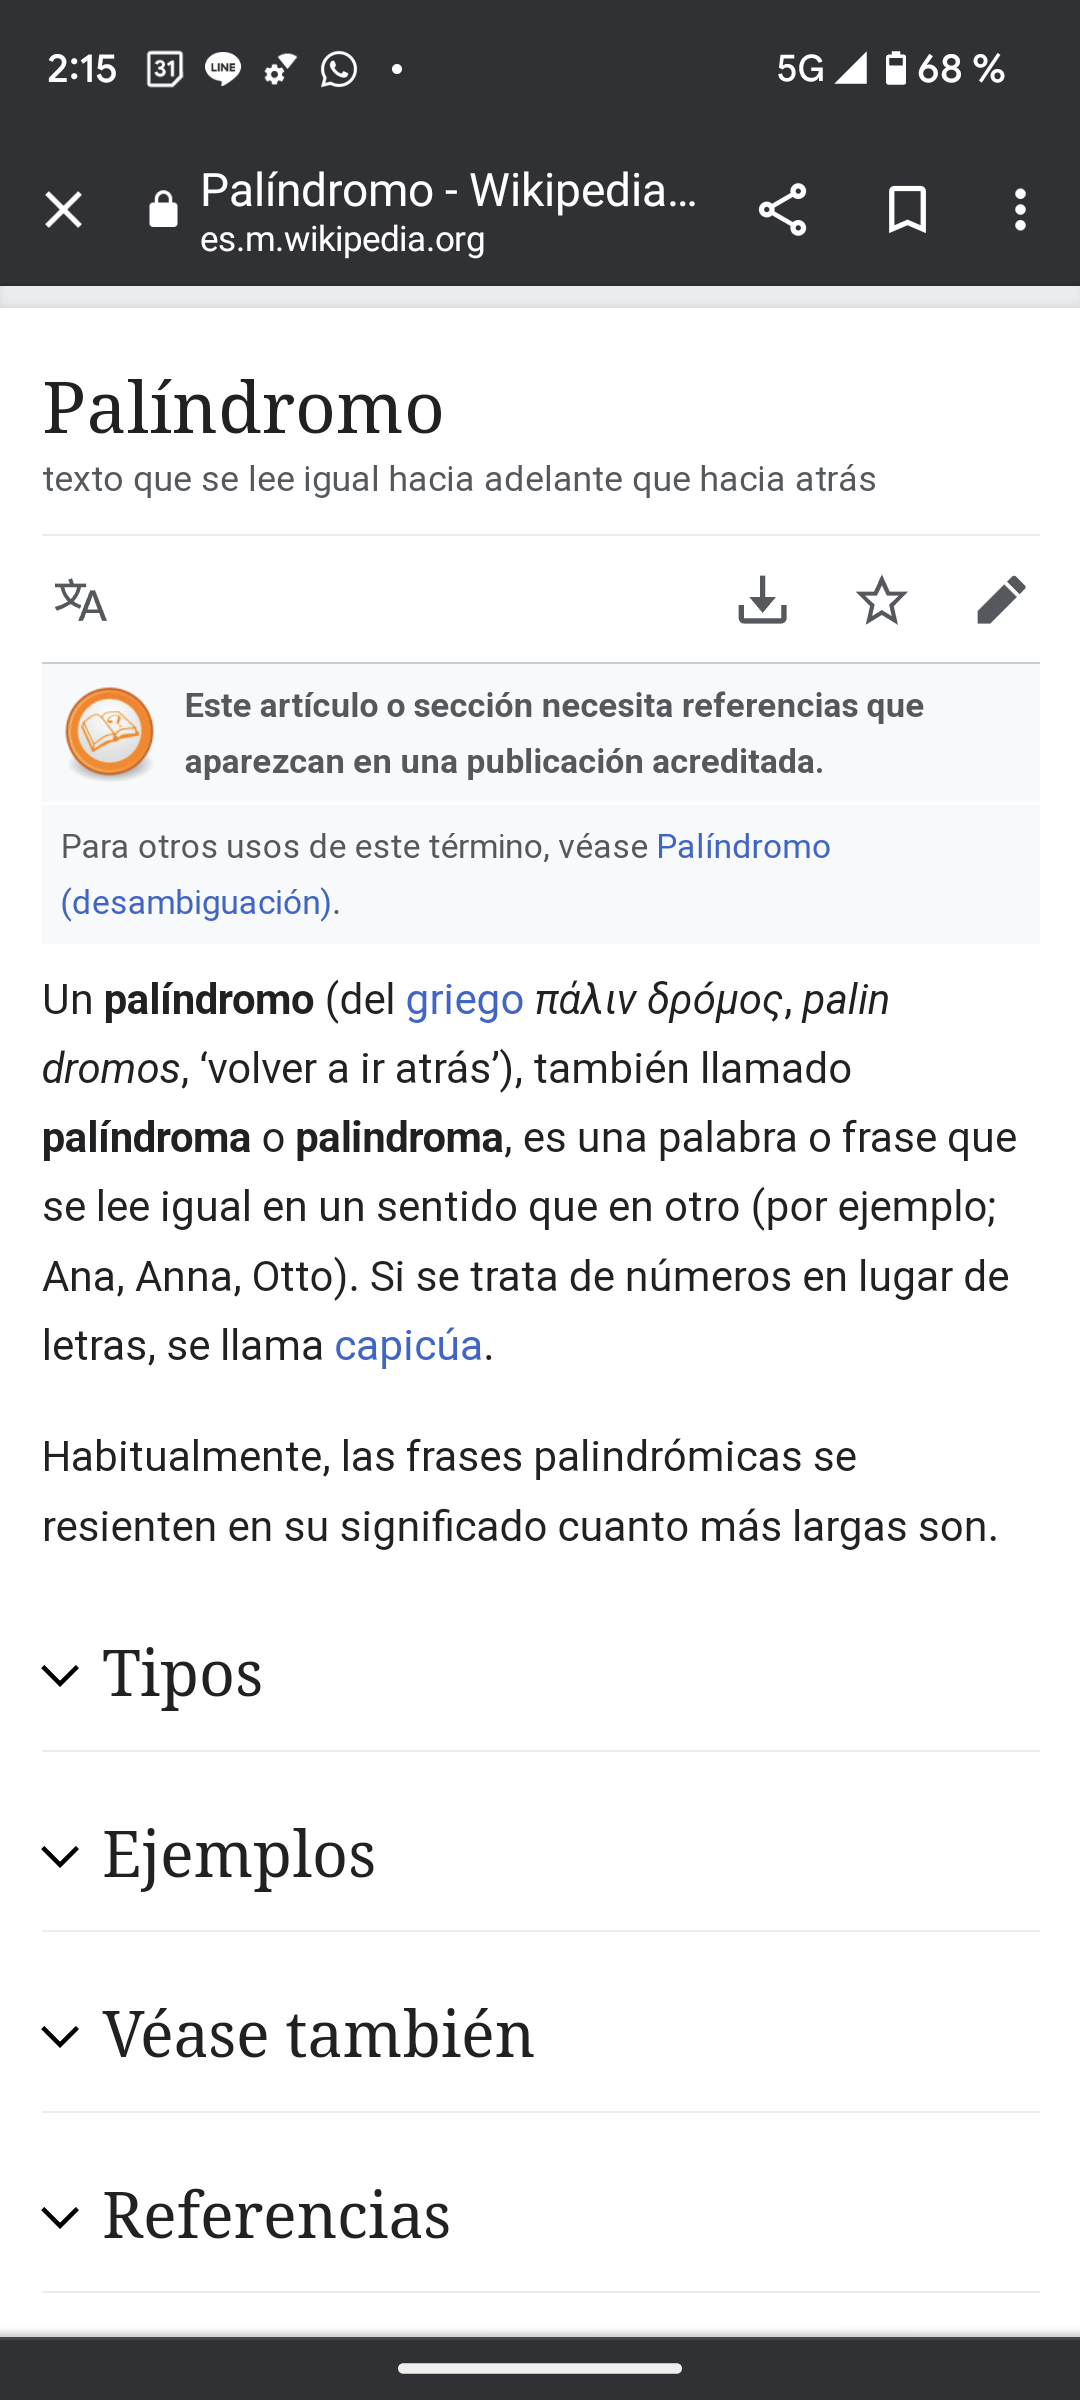 2:15 31 LINE 5G 68 %
Palíndromo - Wikipedia...
es.m.wikipedia.org
Palíndromo
texto que se lee igual hacia adelante que hacia atrás
文A
Este artículo o sección necesita referencias que
aparezcan en una publicación acreditada.
Para otros usos de este término, véase Palíndromo
(desambiguación).
Un palíndromo (del griego πάλιν δρόμος, palin
dromos, ‘volver a ir atrás’), también llamado
palíndroma o palindroma, es una palabra o frase que
se lee igual en un sentido que en otro (por ejemplo;
Ana, Anna, Otto). Si se trata de números en lugar de
letras, se llama capicúa.
Habitualmente, las frases palindrómicas se
resienten en su significado cuanto más largas son.
Tipos
Ejemplos
Véase también
Referencias